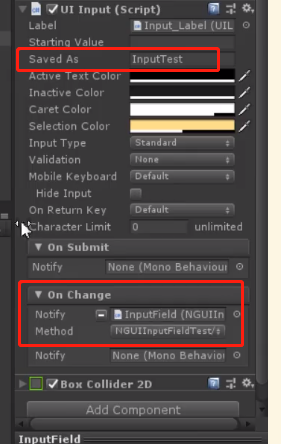 UI Input (Script)
Label Input_Label (UIL
Starting Value
Saved As InputTest
Active Text Color
Inactive Color
Caret Color
Selection Color
Input Type Standard
Validation None
Mobile Keyboard Default
Hide Input
On Return Key Default
Character Limit 0 unlimited
On Submit
Notify None (Mono Behaviour
On Change
Notify InputField (NGUIIn
Method NGUIInputFieldTest/
Notify None (Mono Behavio
Box Collider 2D
Add Component
InputField